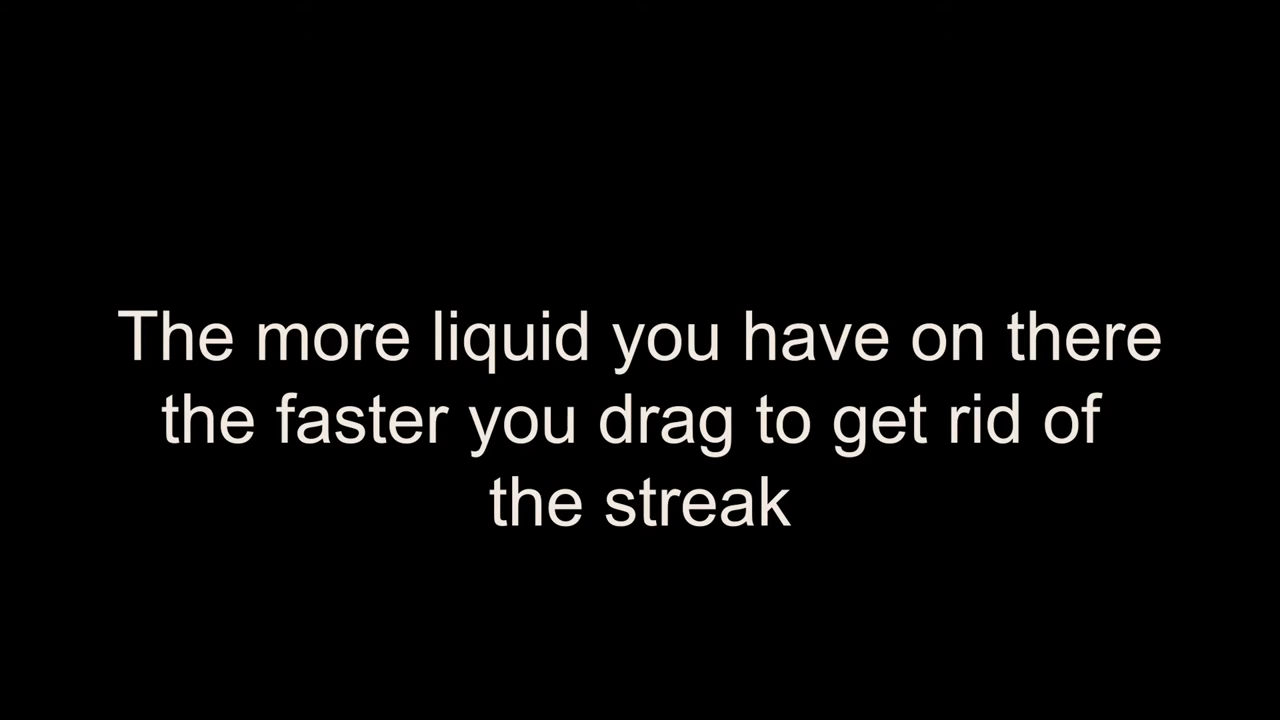 The more liquid you have on there
the faster you drag to get rid of
the streak